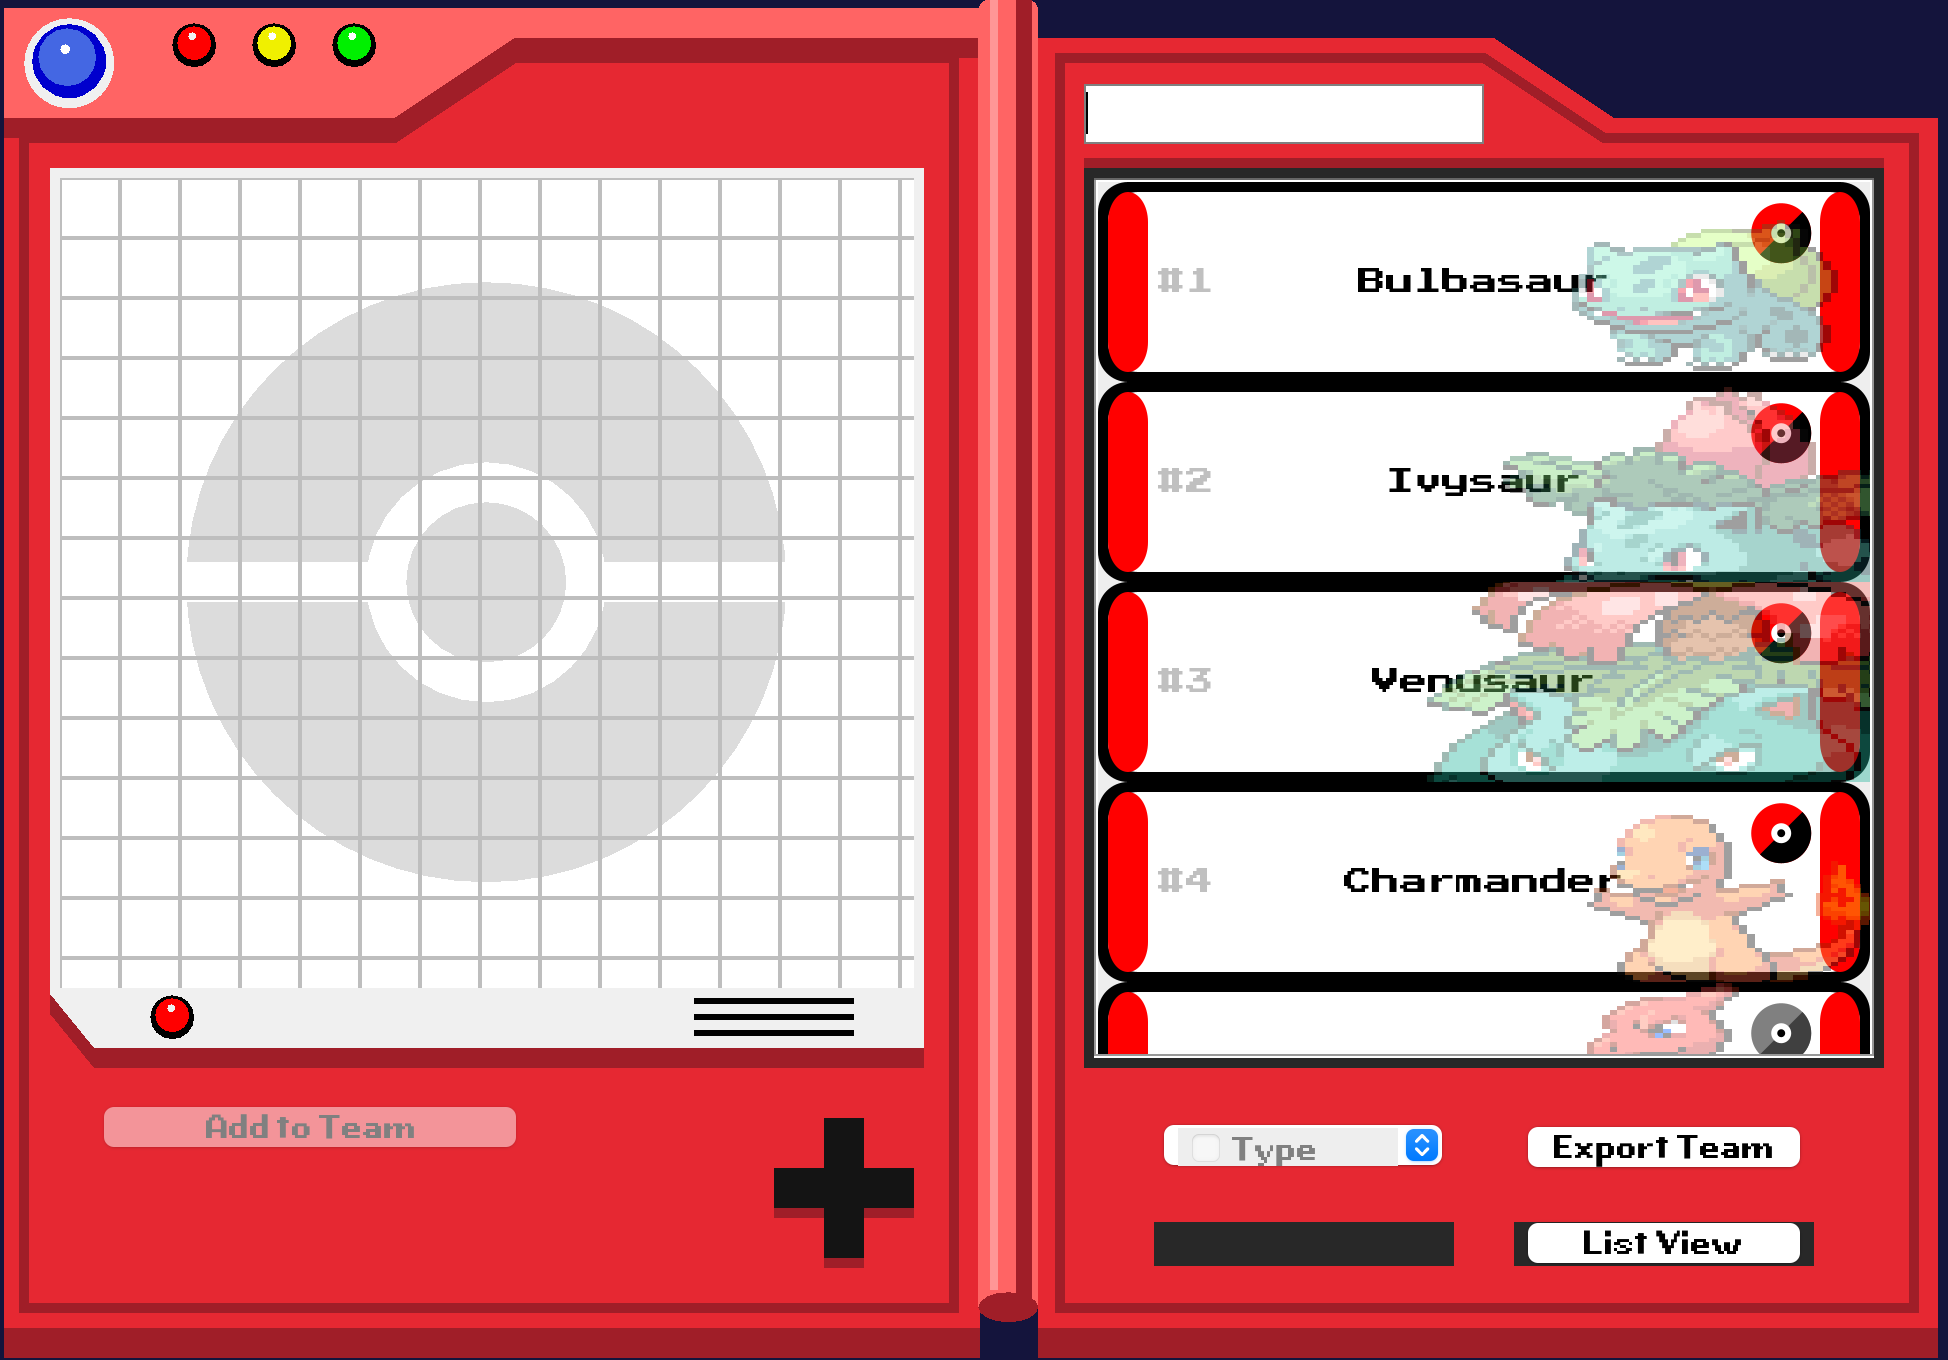 #1 Bulbasaur
#2 Ivysaur
#3 Venusaur
#4 Charmander
Add to Team
Type
Export Team
List View